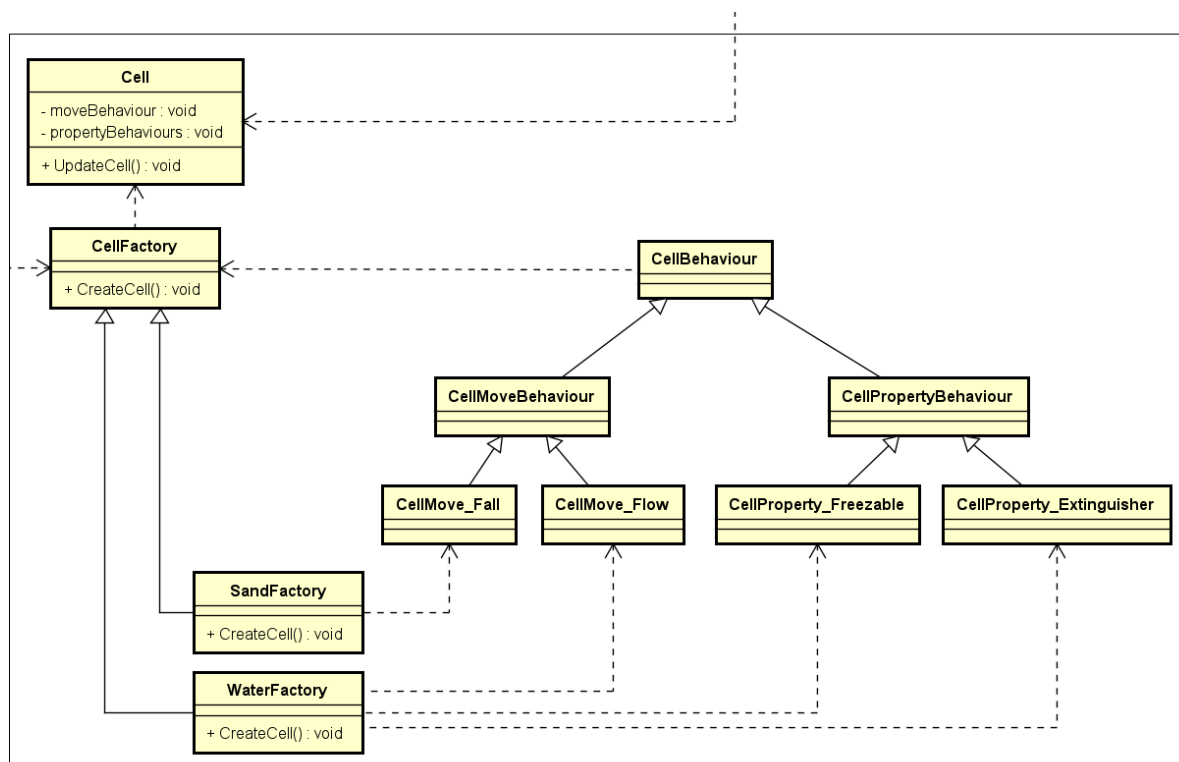 Cell
- moveBehaviour : void
- propertyBehaviours : void
+ UpdateCell() : void
CellFactory
+ CreateCell() : void
CellBehaviour
CellMoveBehaviour
CellPropertyBehaviour
CellMove_Fall
CellMove_Flow
CellProperty_Freezable
CellProperty_Extinguisher
SandFactory
+ CreateCell() : void
WaterFactory
+ CreateCell() : void